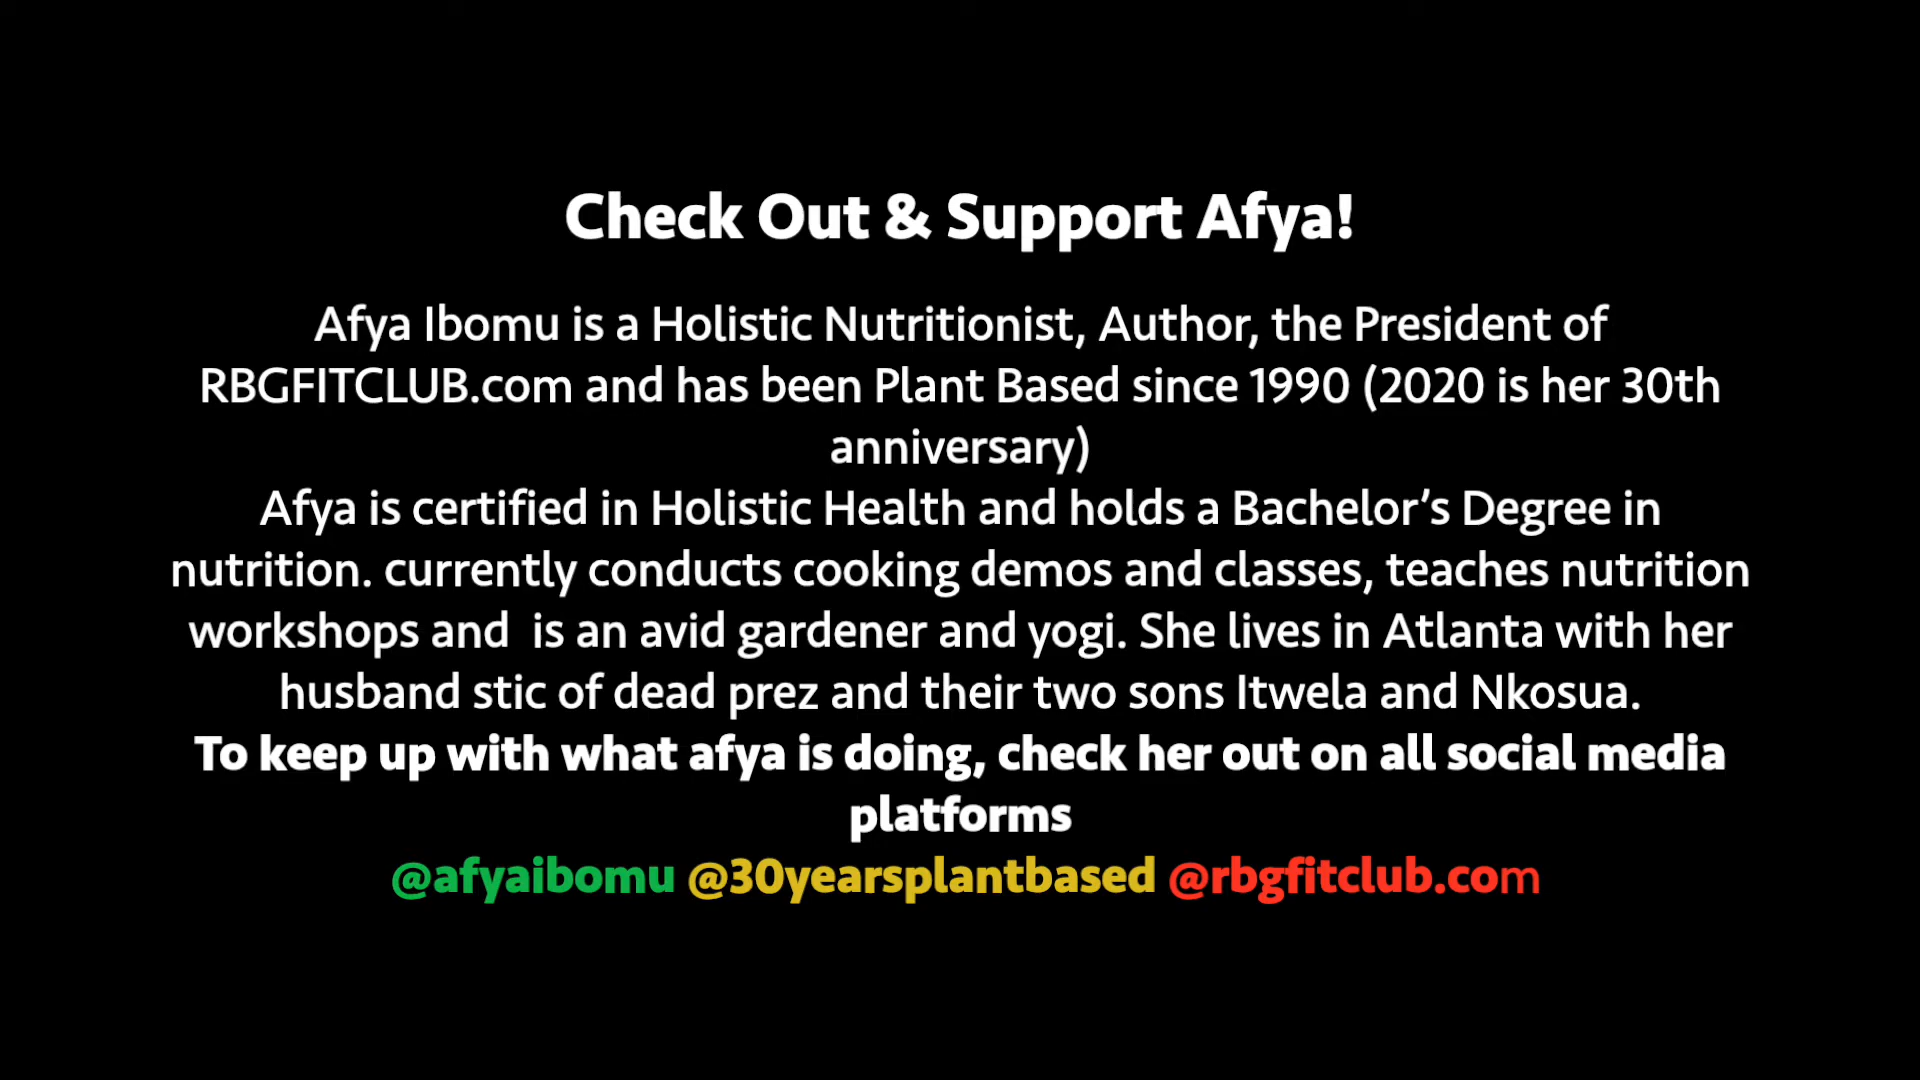 Check Out & Support Afya!
Afya Ibomu is a Holistic Nutritionist, Author, the President of
RBGFITCLUB.com and has been Plant Based since 1990 (2020 is her 30th
anniversary)
Afya is certified in Holistic Health and holds a Bachelor’s Degree in
nutrition. currently conducts cooking demos and classes, teaches nutrition
workshops and  is an avid gardener and yogi. She lives in Atlanta with her
husband stic of dead prez and their two sons Itwela and Nkosua.
To keep up with what afya is doing, check her out on all social media
platforms
@afyaibomu @30yearsplantbased @rbgfitclub.com